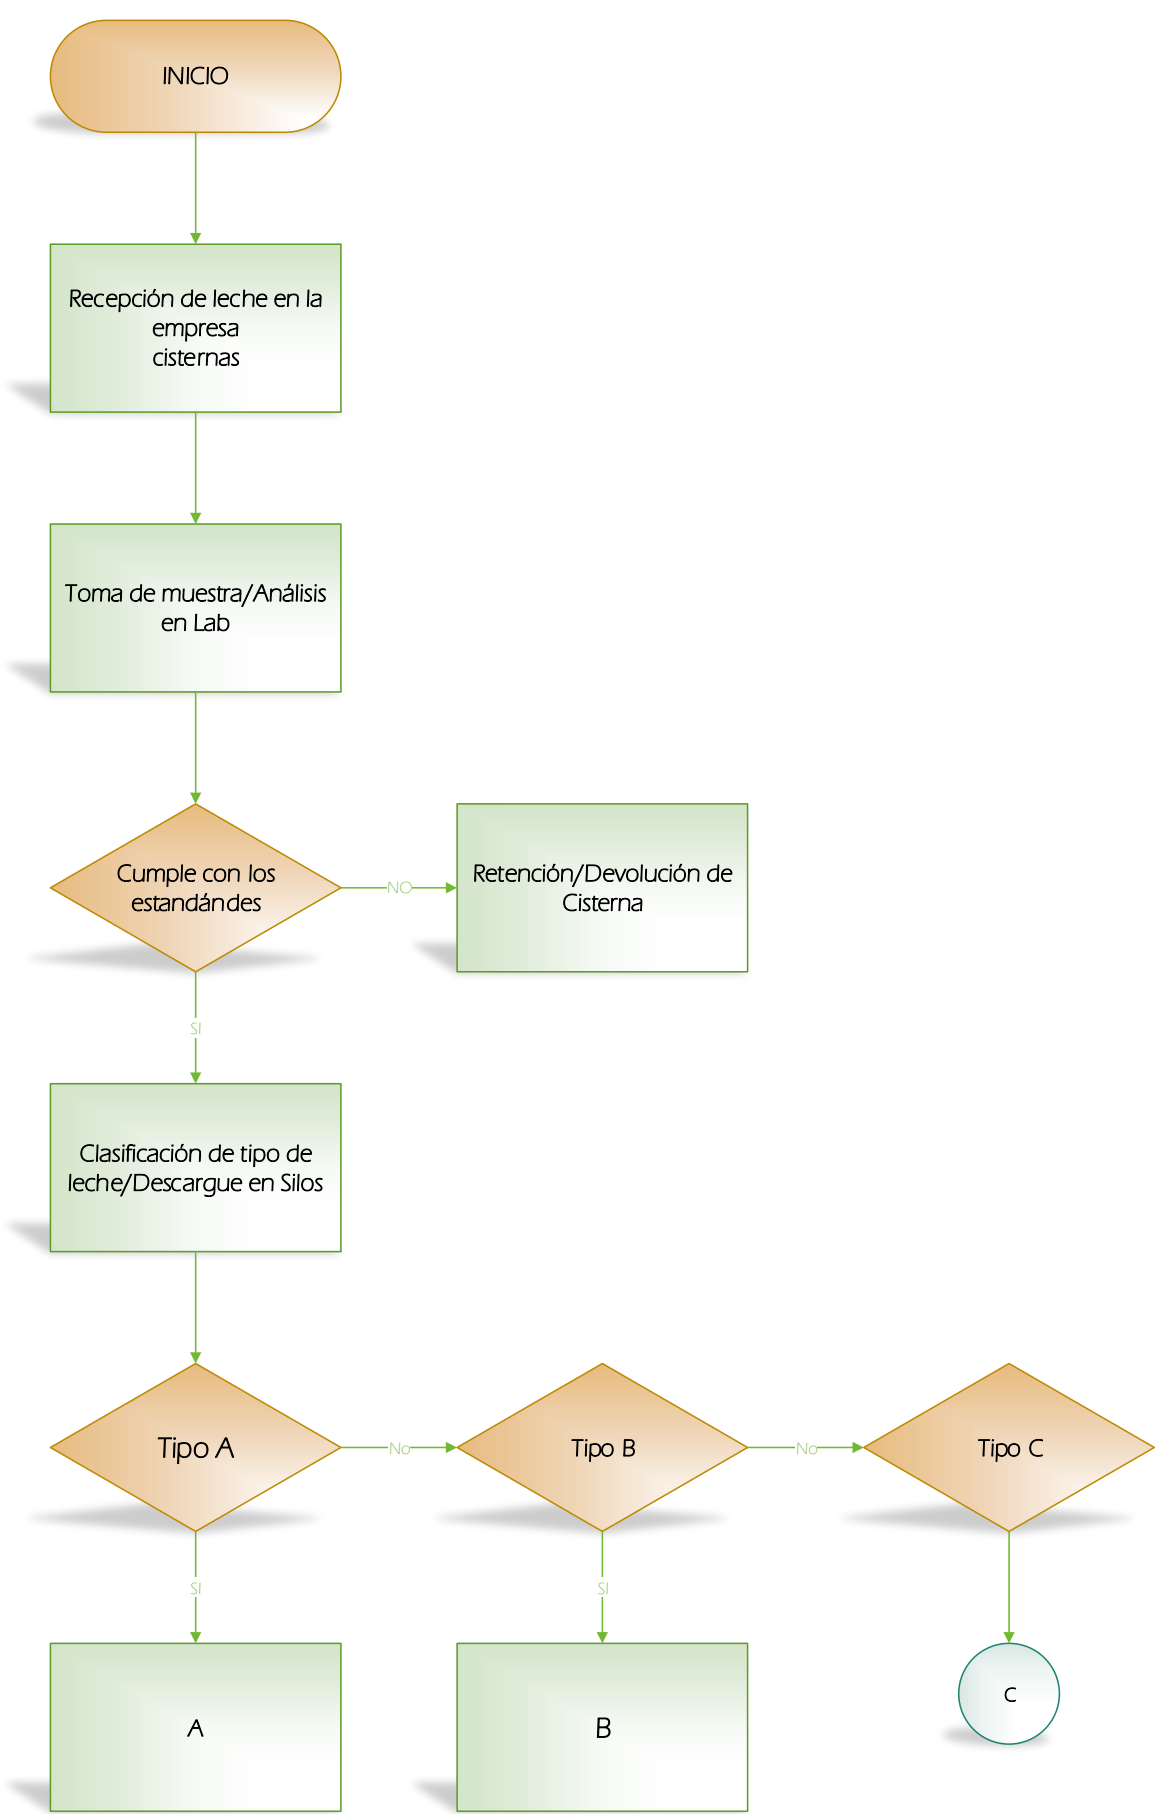 INICIO
Recepción de leche en la
empresa
cisternas
Toma de muestra/Análisis
en Lab
Cumple con los
estandándes
NO
Retención/Devolución de
Cisterna
SI
Clasificación de tipo de
leche/Descargue en Silos
Tipo A
No
Tipo B
No
Tipo C
SI
SI
A
B
C